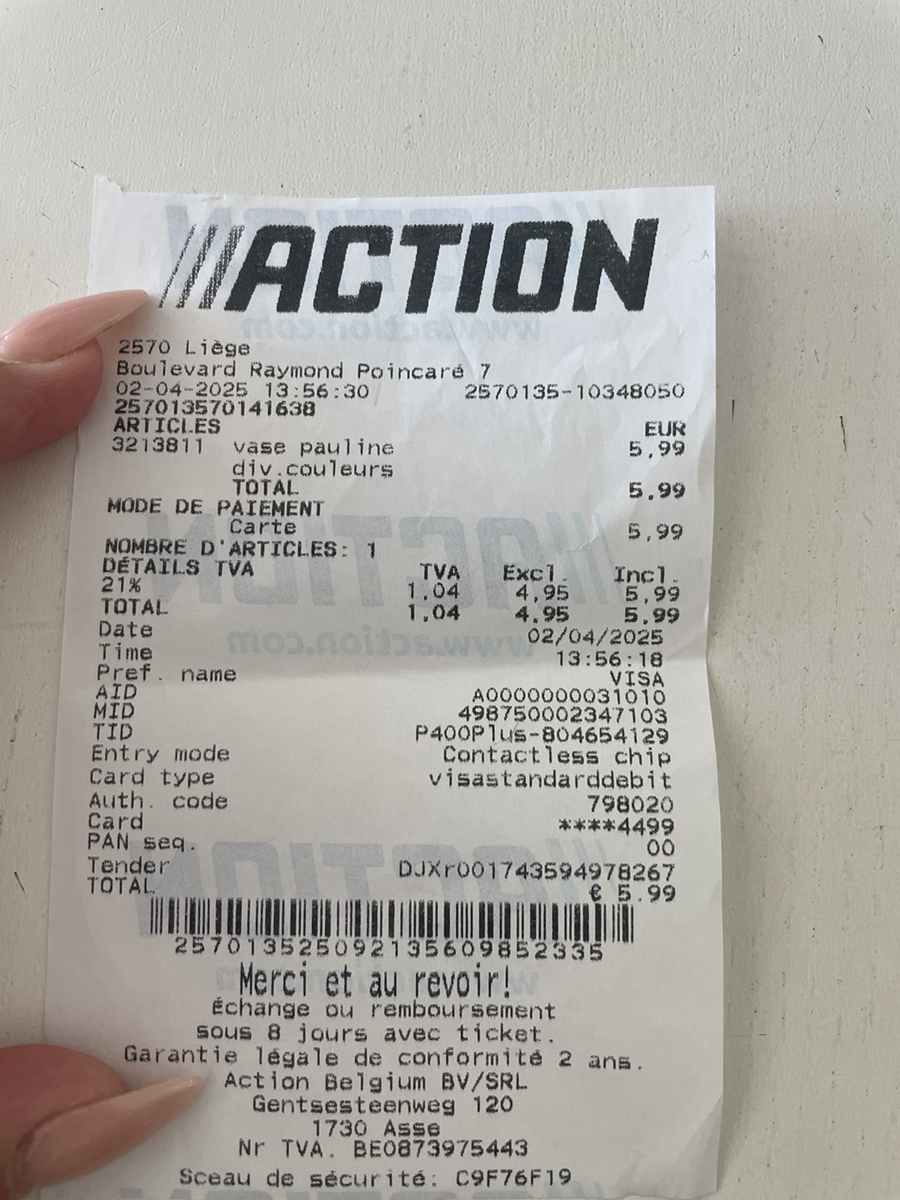 ACTION
2570 Liège
Boulevard Raymond Poincaré 7
02-04-2025 13:56:30 2570135-10348050
257013570141638
ARTICLES EUR
3213811 vase pauline 5,99
div.couleurs
TOTAL 5,99
MODE DE PAIEMENT
Carte 5,99
NOMBRE D'ARTICLES: 1
DÉTAILS TVA TVA Excl. Incl.
21% 1,04 4,95 5,99
TOTAL 1,04 4,95 5,99
Date 02/04/2025
Time 13:56:18
Pref. name VISA
AID A0000000031010
MID 498750002347103
TID P400Plus-804654129
Entry mode Contactless chip
Card type visastandarddebit
Auth. code 798020
Card ****4499
PAN seq. 00
Tender DJXr001743594978267
TOTAL € 5.99
257013525092135609852335
Merci et au revoir!
Échange ou remboursement
sous 8 jours avec ticket.
Garantie légale de conformité 2 ans.
Action Belgium BV/SRL
Gentsesteenweg 120
1730 Asse
Nr TVA. BE0873975443
Sceau de sécurité: C9F76F19